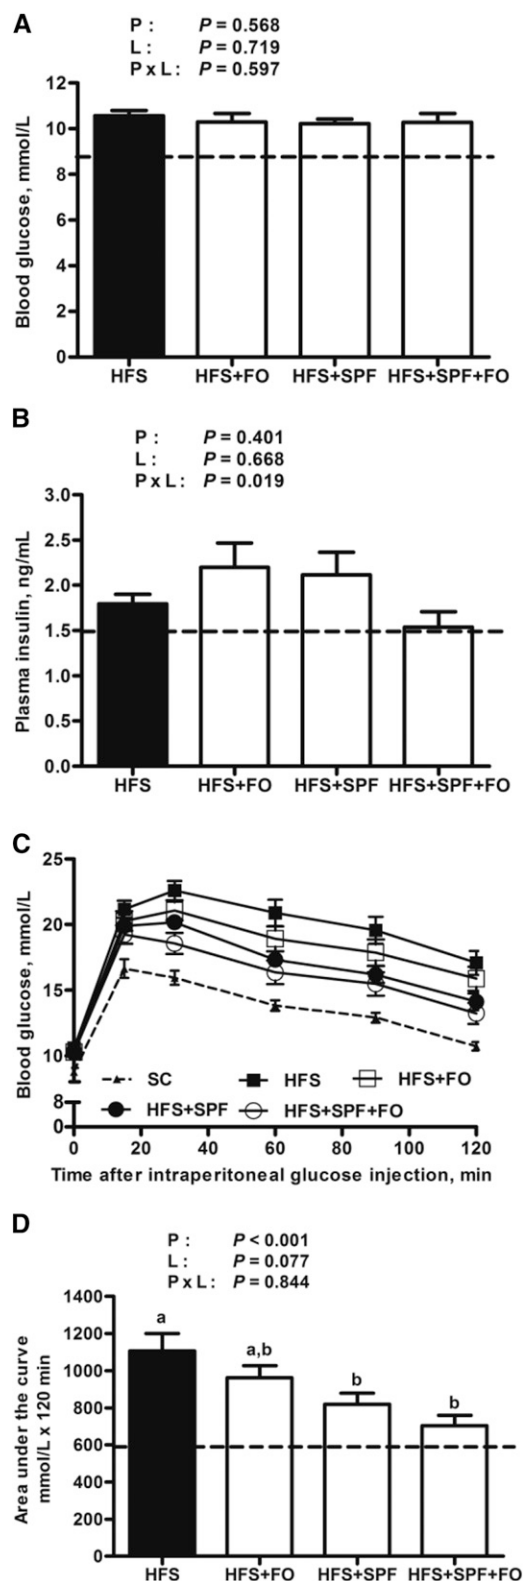 A
P : P = 0.568
L : P = 0.719
P x L : P = 0.597
Blood glucose, mmol/L
12
10
8
6
4
2
0
HFS HFS+FO HFS+SPF HFS+SPF+FO
B
P : P = 0.401
L : P = 0.668
P x L : P = 0.019
Plasma insulin, ng/mL
3.0
2.5
2.0
1.5
1.0
0.5
0.0
HFS HFS+FO HFS+SPF HFS+SPF+FO
C
Blood glucose, mmol/L
25
20
15
10
SC HFS HFS+FO
8
HFS+SPF HFS+SPF+FO
0
0 20 40 60 80 100 120
Time after intraperitoneal glucose injection, min
D
P : P < 0.001
L : P = 0.077
P x L : P = 0.844
Area under the curve
mmol/L x 120 min
1400
1200
1000
800
600
400
200
0
a
a,b
b
b
HFS HFS+FO HFS+SPF HFS+SPF+FO